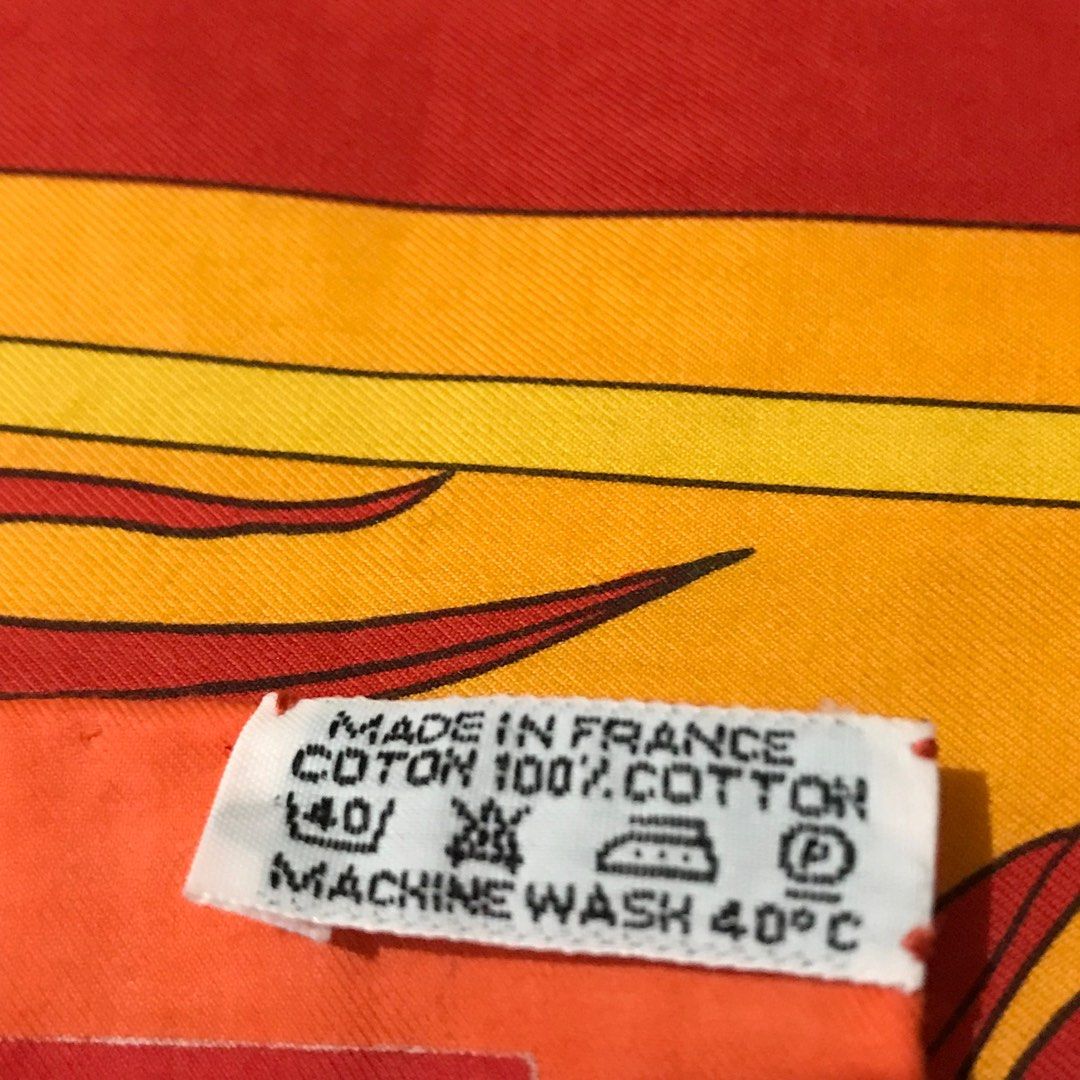 MADE IN FRANCE
COTON 100% COTTON
40
P
MACHINE WASH 40°C